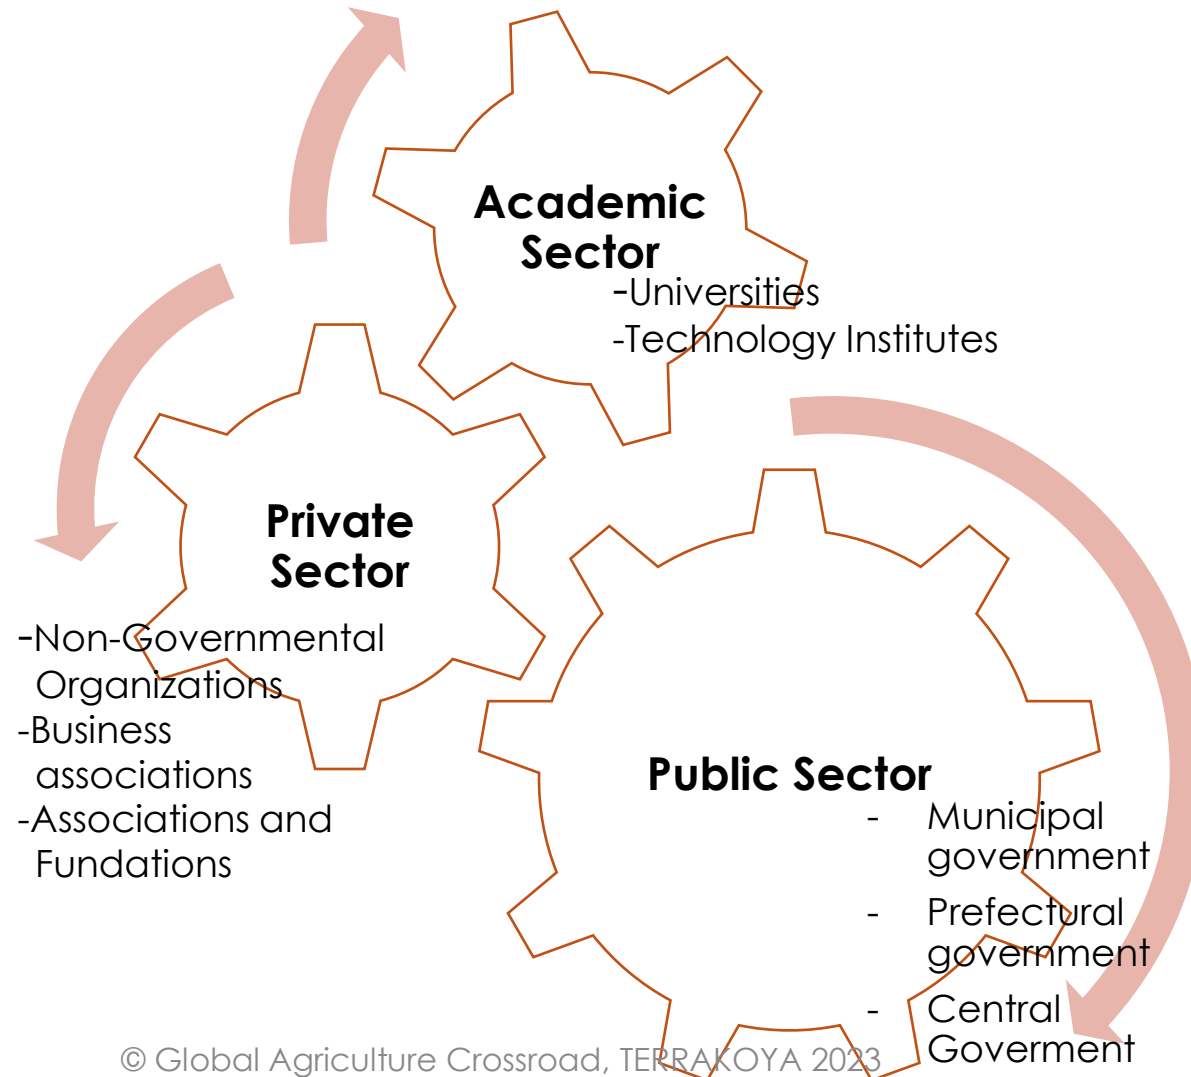 Academic
Sector
-Universities
-Technology Institutes
Private
Sector
-Non-Governmental
Organizations
-Business
associations
-Associations and
Fundations
Public Sector
- Municipal
government
- Prefectural
government
- Central
Goverment
© Global Agriculture Crossroad, TERRAKOYA 2023